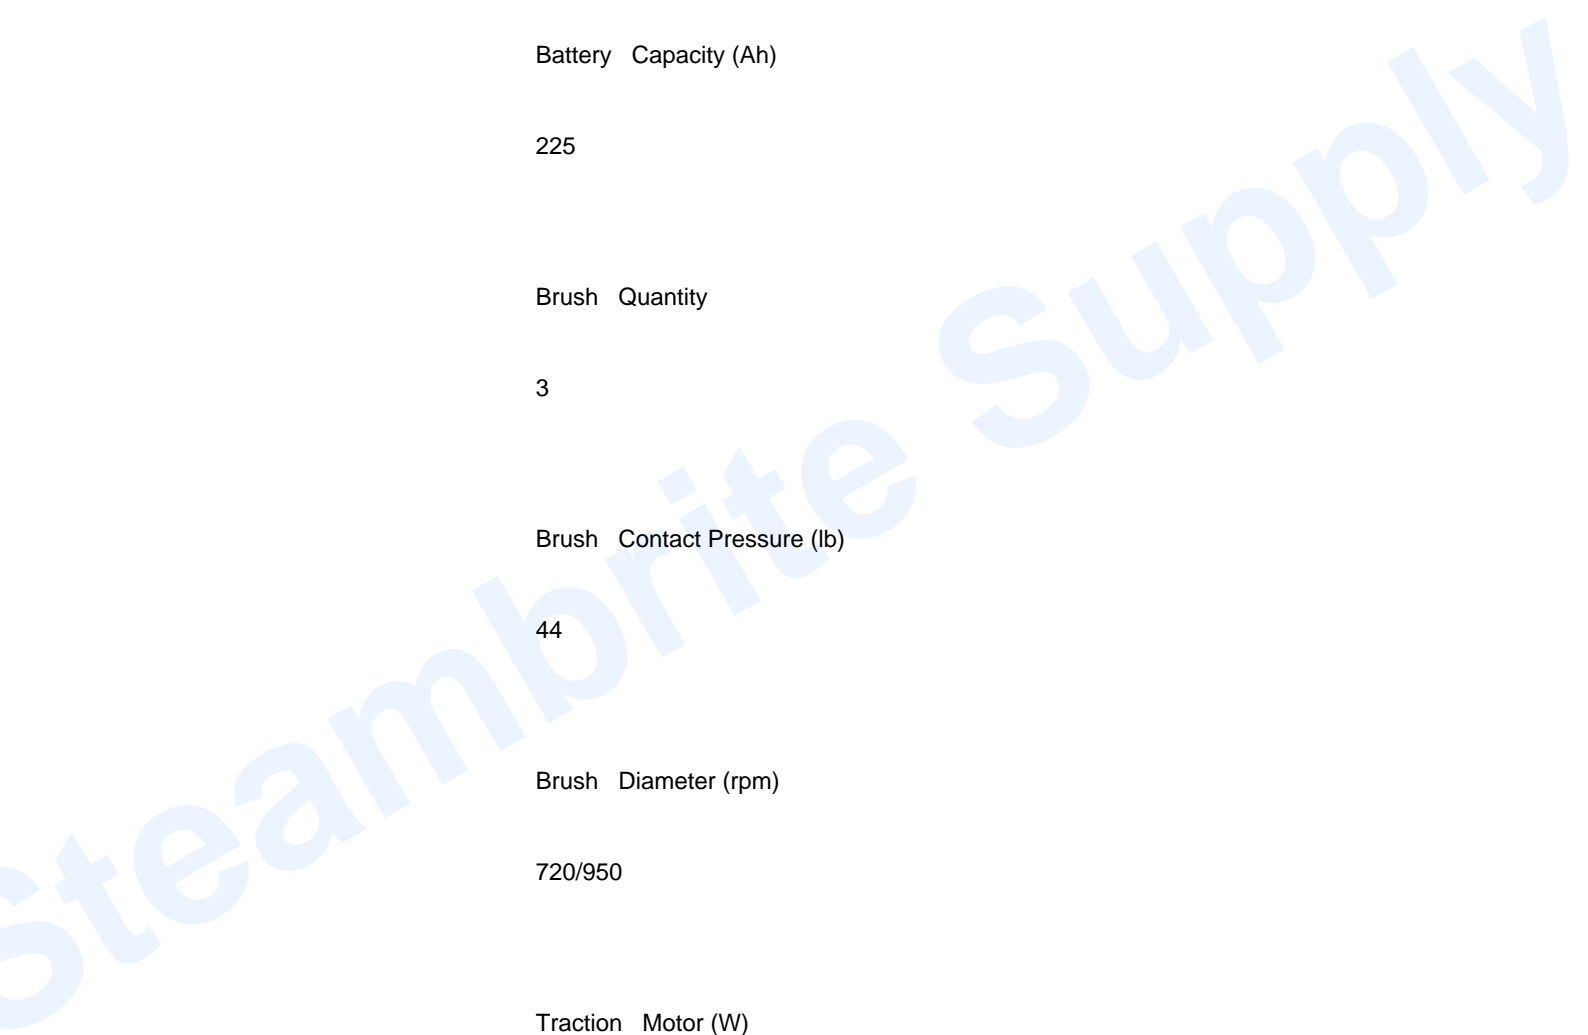 Battery Capacity (Ah)
225
Brush Quantity
3
Brush Contact Pressure (lb)
44
Brush Diameter (rpm)
720/950
Traction Motor (W)
Steambrite Supply